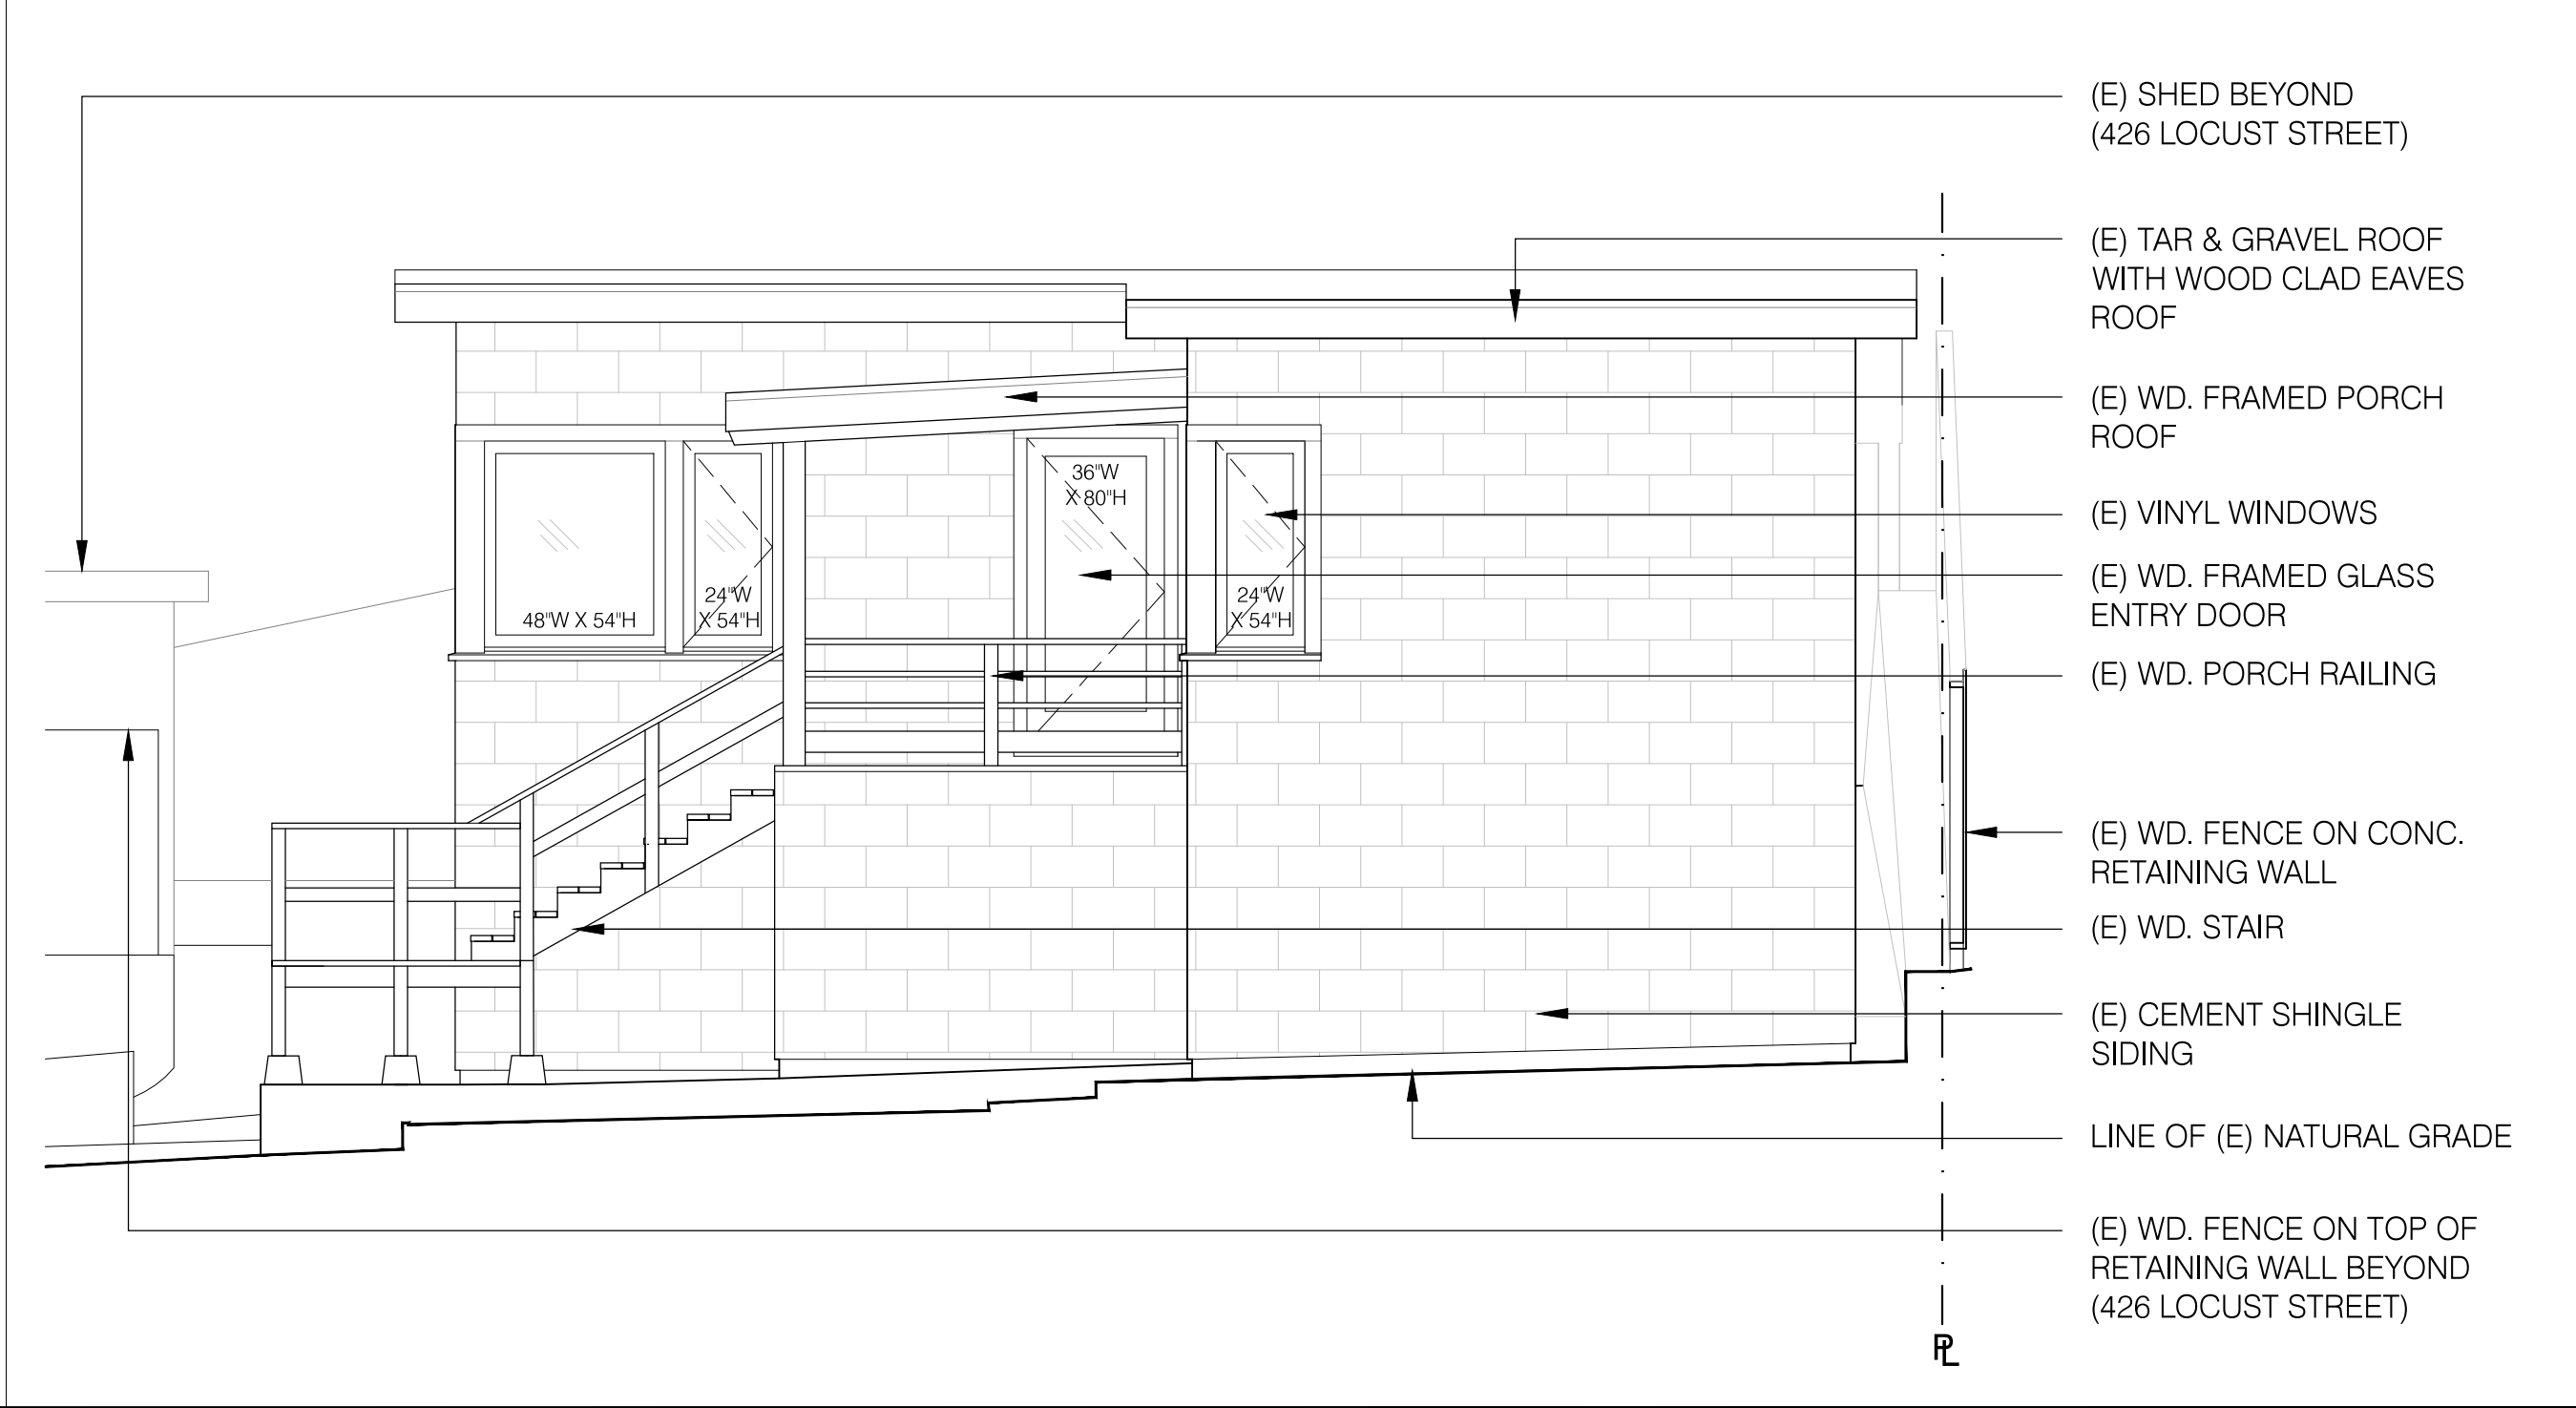 (E) SHED BEYOND
(426 LOCUST STREET)
(E) TAR & GRAVEL ROOF
WITH WOOD CLAD EAVES
ROOF
(E) WD. FRAMED PORCH
ROOF
(E) VINYL WINDOWS
(E) WD. FRAMED GLASS
ENTRY DOOR
(E) WD. PORCH RAILING
(E) WD. FENCE ON CONC.
RETAINING WALL
(E) WD. STAIR
(E) CEMENT SHINGLE
SIDING
LINE OF (E) NATURAL GRADE
(E) WD. FENCE ON TOP OF
RETAINING WALL BEYOND
(426 LOCUST STREET)
48"W X 54"H
24"W
X 54"H
36"W
X 80"H
24"W
X 54"H
PL